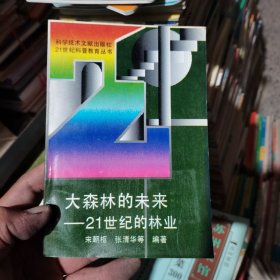 科学技术文献出版社
21世纪科普教育丛书
21
大森林的未来
——21世纪的林业
宋朝枢 张清华等 编著